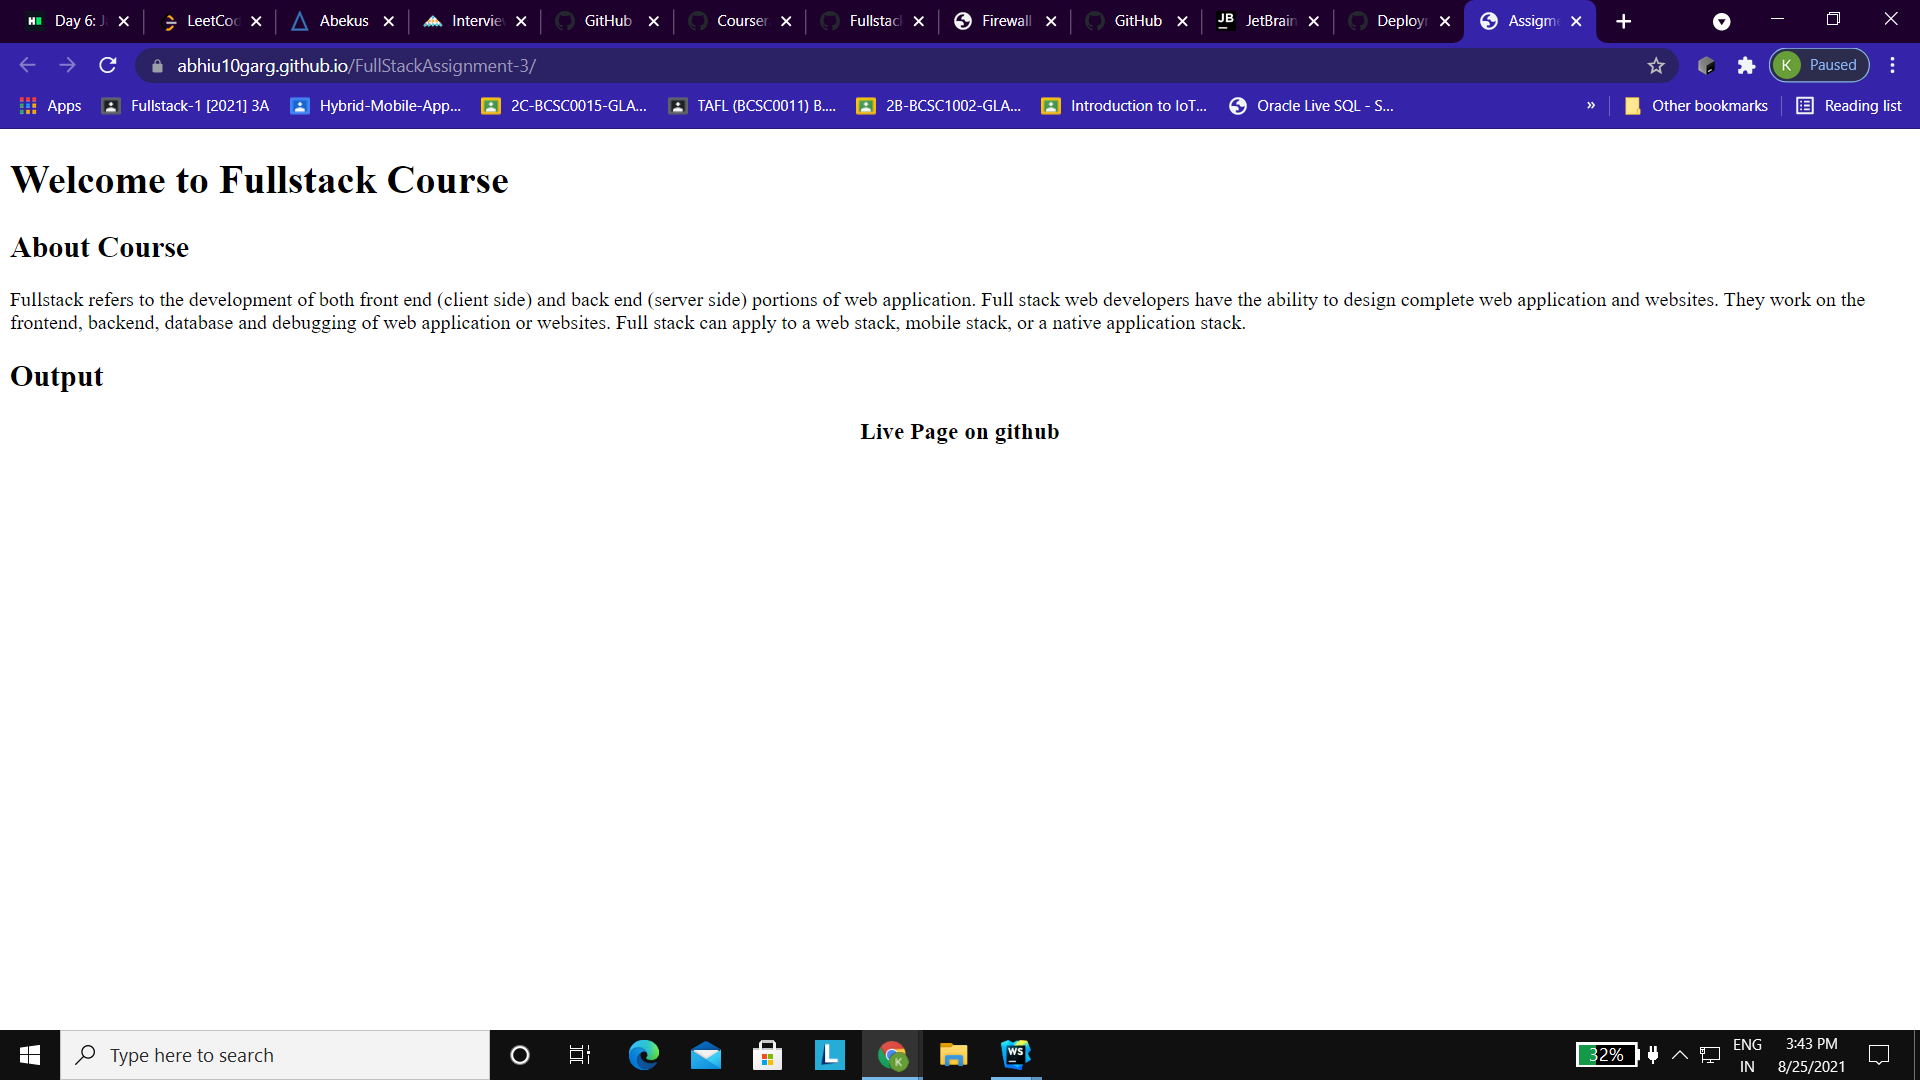 Day 6: J
LeetCo
Abekus
Intervie
GitHub
Courser
Fullstac
Firewall
GitHub
JB
JetBrain
Deploy
Assigm
abhiu10garg.github.io/FullStackAssignment-3/
K
Paused
Apps
Fullstack-1 [2021] 3A
Hybrid-Mobile-App...
2C-BCSC0015-GLA...
TAFL (BCSC0011) B....
2B-BCSC1002-GLA...
Introduction to IoT...
Oracle Live SQL - S...
»
Other bookmarks
Reading list
Welcome to Fullstack Course
About Course
Fullstack refers to the development of both front end (client side) and back end (server side) portions of web application. Full stack web developers have the ability to design complete web application and websites. They work on the
frontend, backend, database and debugging of web application or websites. Full stack can apply to a web stack, mobile stack, or a native application stack.
Output
Live Page on github
Type here to search
L
K
WS
32%
ENG
IN
3:43 PM
8/25/2021